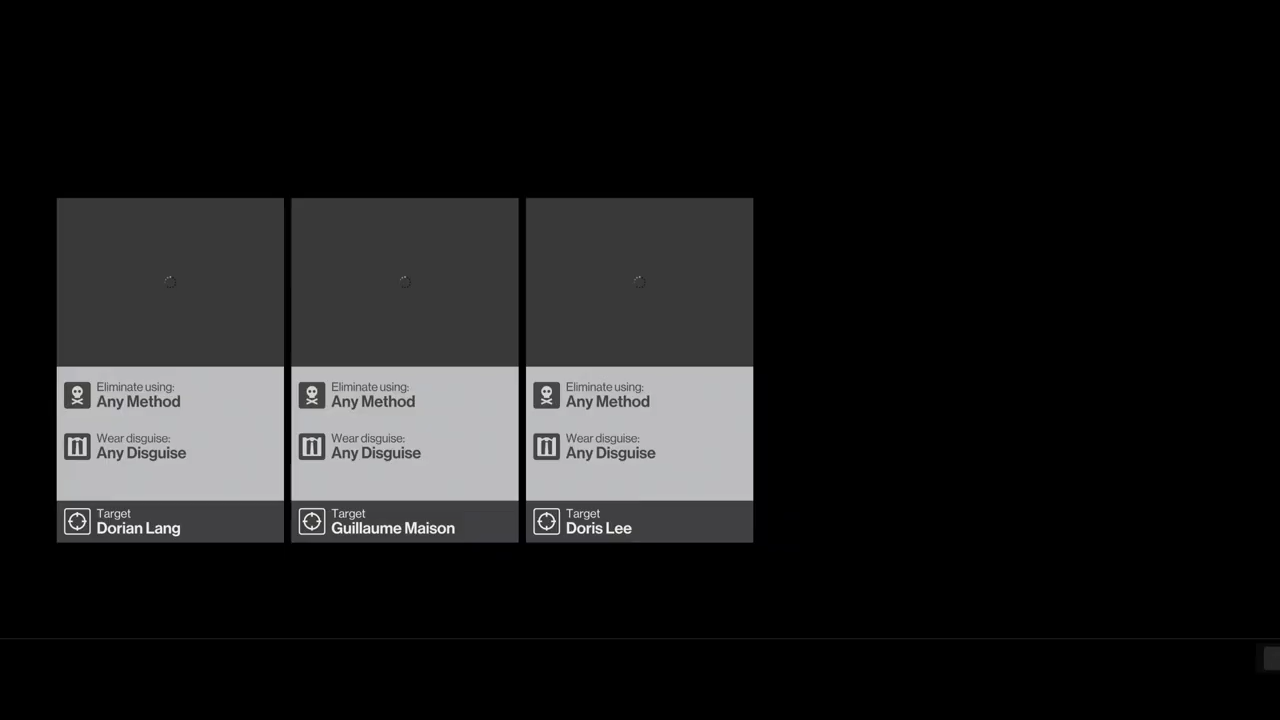 Eliminate using:
Any Method
Wear disguise:
Any Disguise
Target
Dorian Lang
Eliminate using:
Any Method
Wear disguise:
Any Disguise
Target
Guillaume Maison
Eliminate using:
Any Method
Wear disguise:
Any Disguise
Target
Doris Lee